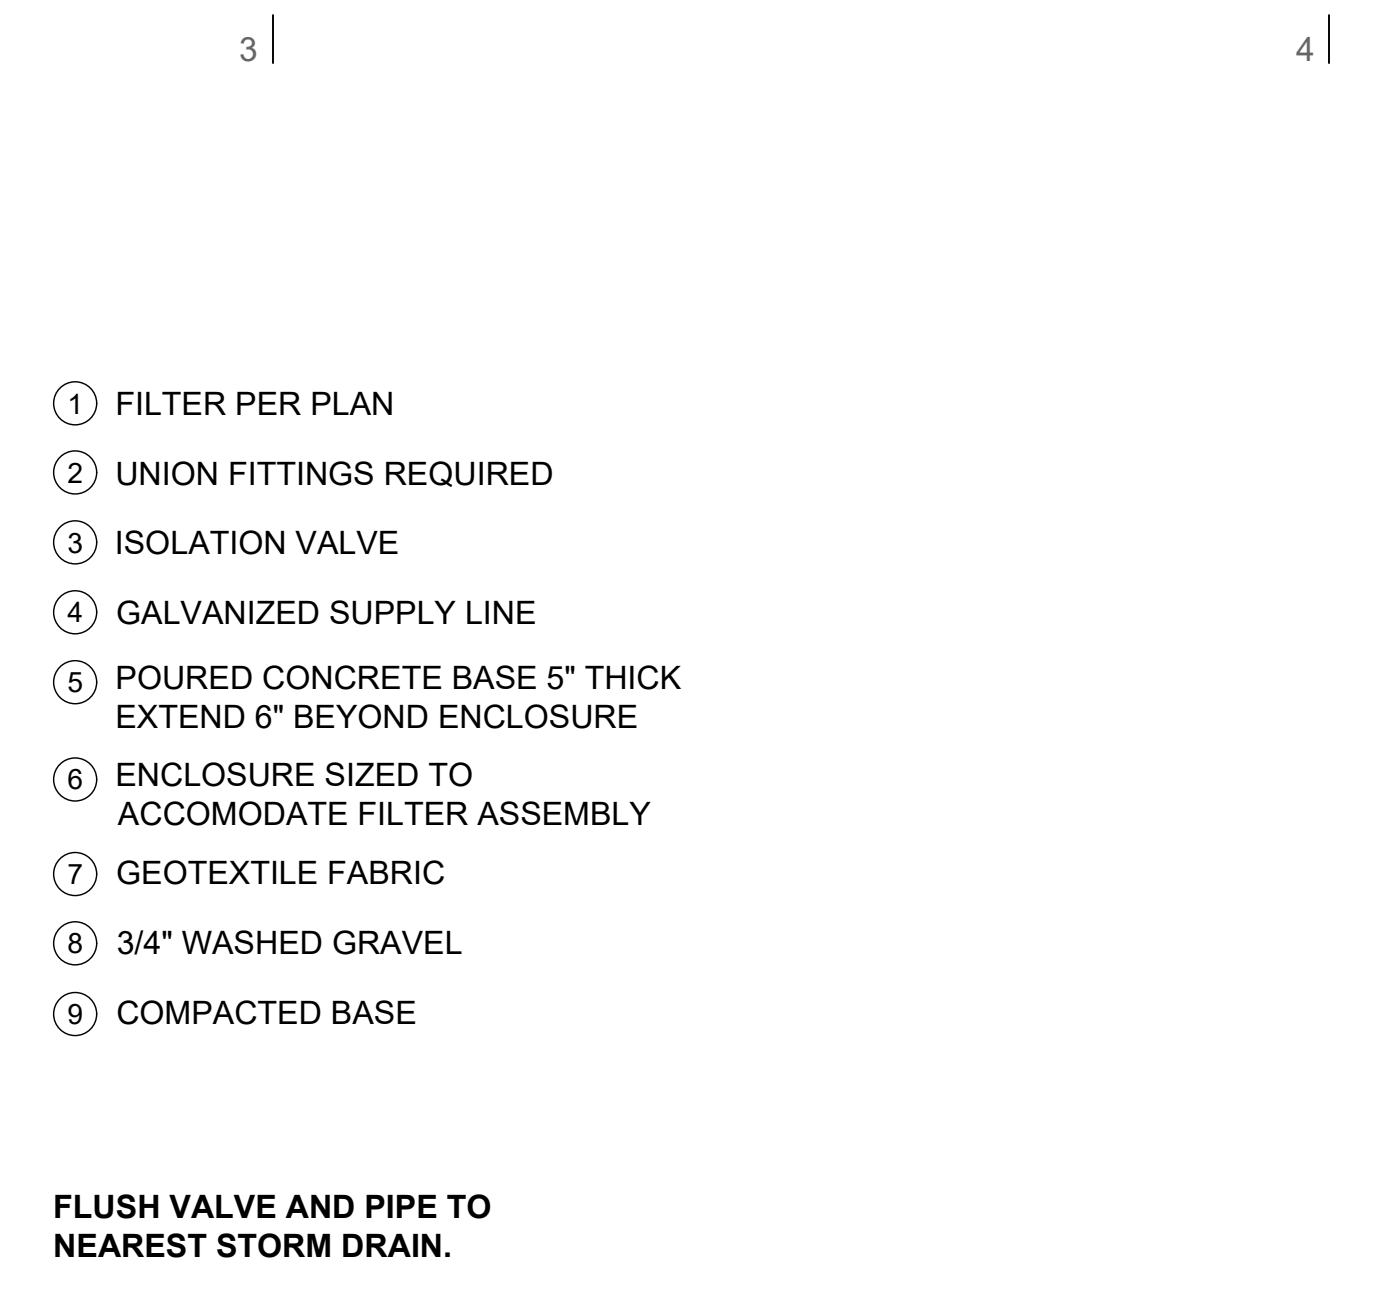 3
4
1 FILTER PER PLAN
2 UNION FITTINGS REQUIRED
3 ISOLATION VALVE
4 GALVANIZED SUPPLY LINE
5 POURED CONCRETE BASE 5" THICK
EXTEND 6" BEYOND ENCLOSURE
6 ENCLOSURE SIZED TO
ACCOMODATE FILTER ASSEMBLY
7 GEOTEXTILE FABRIC
8 3/4" WASHED GRAVEL
9 COMPACTED BASE
FLUSH VALVE AND PIPE TO
NEAREST STORM DRAIN.